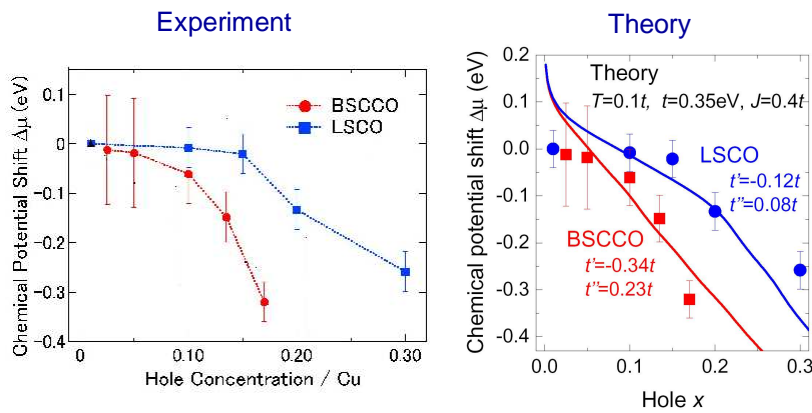 Experiment
Chemical Potential Shift Δμ (eV)
0.1
0
-0.1
-0.2
-0.3
-0.4
BSCCO
LSCO
0
0.10
0.20
0.30
Hole Concentration / Cu
Theory
Chemical potential shift Δμ (eV)
0.2
0.1
0.0
-0.1
-0.2
-0.3
-0.4
Theory
T=0.1t, t=0.35eV, J=0.4t
LSCO
t'=-0.12t
t''=0.08t
BSCCO
t'=-0.34t
t''=0.23t
0.0
0.1
0.2
0.3
Hole x